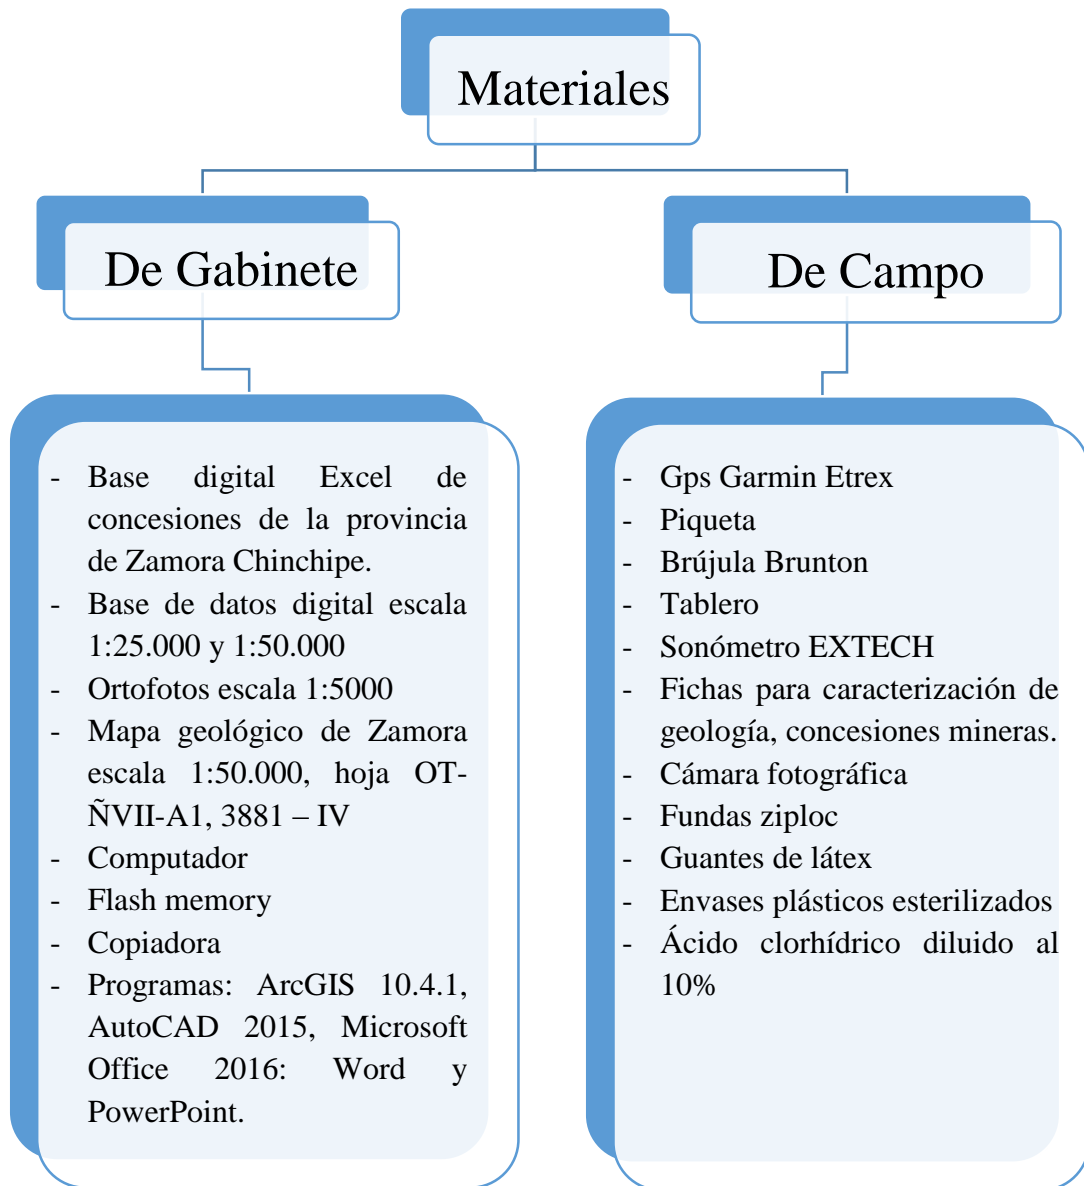 Materiales
De Gabinete
De Campo
- Base digital Excel de
concesiones de la provincia
de Zamora Chinchipe.
- Base de datos digital escala
1:25.000 y 1:50.000
- Ortofotos escala 1:5000
- Mapa geológico de Zamora
escala 1:50.000, hoja OT-
ÑVII-A1, 3881 – IV
- Computador
- Flash memory
- Copiadora
- Programas: ArcGIS 10.4.1,
AutoCAD 2015, Microsoft
Office 2016: Word y
PowerPoint.
- Gps Garmin Etrex
- Piqueta
- Brújula Brunton
- Tablero
- Sonómetro EXTECH
- Fichas para caracterización de
geología, concesiones mineras.
- Cámara fotográfica
- Fundas ziploc
- Guantes de látex
- Envases plásticos esterilizados
- Ácido clorhídrico diluido al
10%